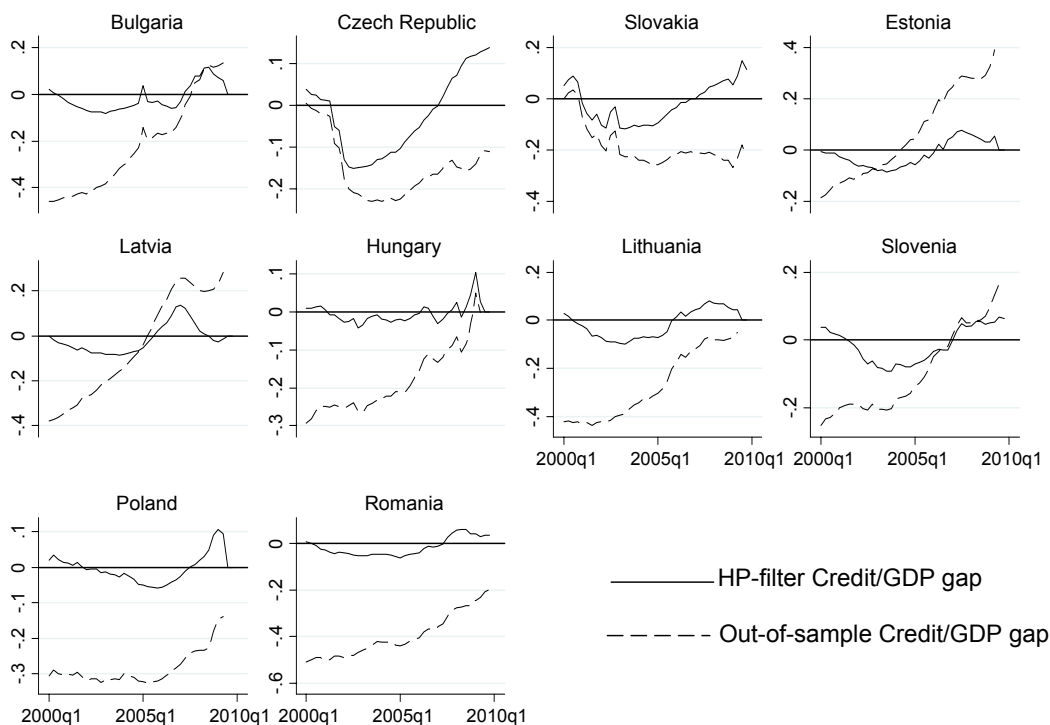 Bulgaria
.2
0
-.2
-.4
Czech Republic
.1
0
-.1
-.2
Slovakia
.2
0
-.2
-.4
Estonia
.4
.2
0
-.2
Latvia
.2
0
-.2
-.4
Hungary
.1
0
-.1
-.2
-.3
Lithuania
.2
0
-.2
-.4
2000q1 2005q1 2010q1
Slovenia
.2
0
-.2
2000q1 2005q1 2010q1
Poland
.1
0
-.1
-.2
-.3
2000q1 2005q1 2010q1
Romania
0
-.2
-.4
-.6
2000q1 2005q1 2010q1
HP-filter Credit/GDP gap
Out-of-sample Credit/GDP gap